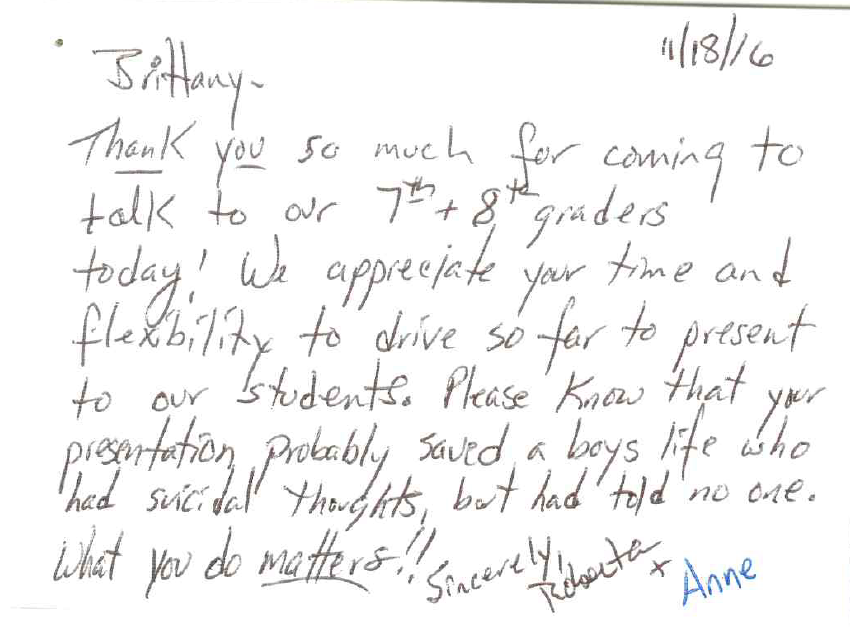 11/18/16
Brittany-
Thank you so much for coming to
talk to our 7th + 8th graders
today! We appreciate your time and
flexibility to drive so far to present
to our students. Please know that your
presentation probably saved a boys life who
had suicidal thoughts, but had told no one.
What you do matters!! Sincerely, Roberta + Anne